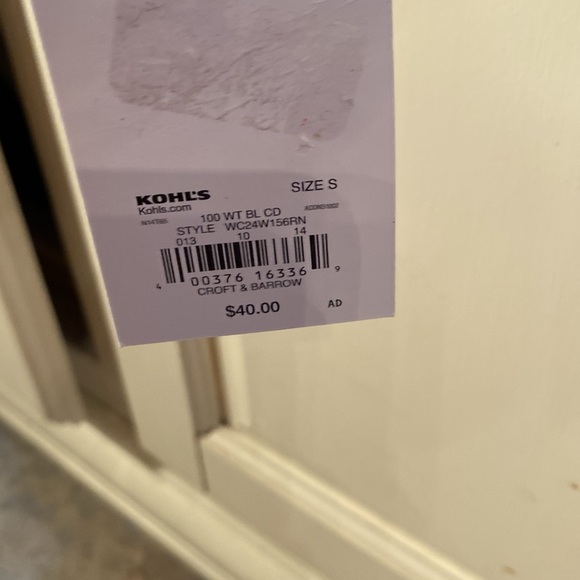 KOHL'S SIZE S
Kohls.com
100 WT BL CD
STYLE WC24W156RN
013 10 14
4 00376 16336 9
CROFT & BARROW
$40.00 AD